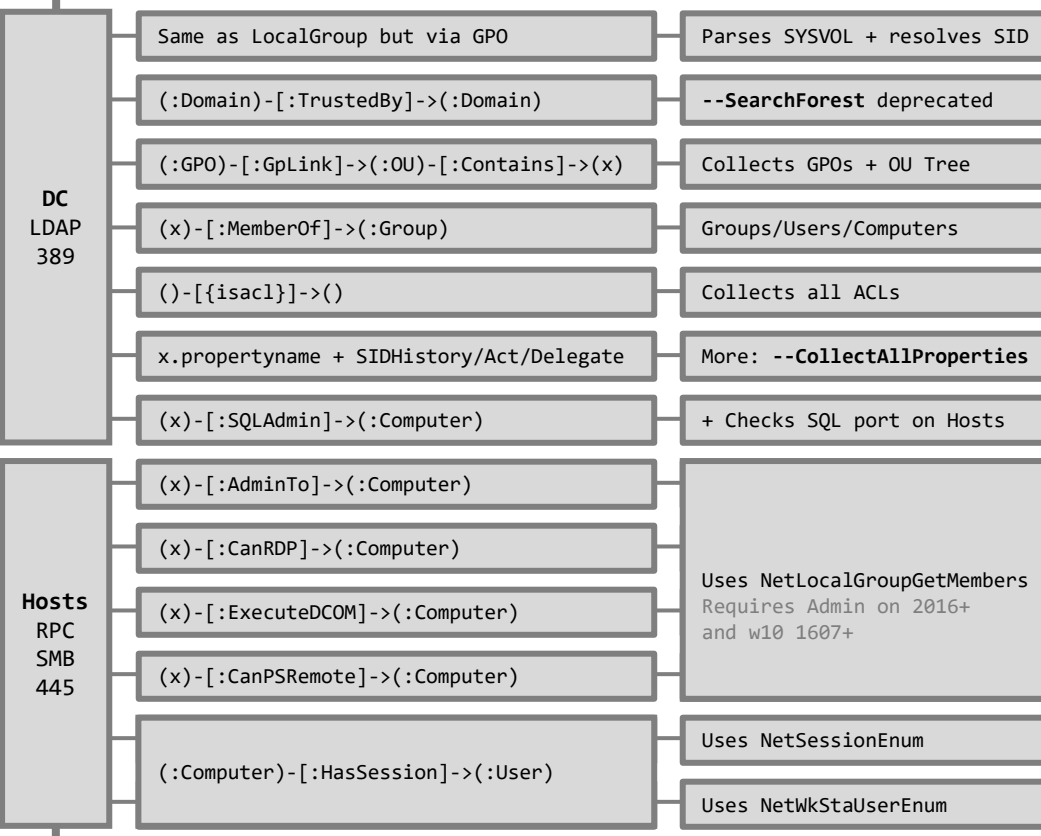 DC
LDAP
389
Same as LocalGroup but via GPO
Parses SYSVOL + resolves SID
(:Domain)-[:TrustedBy]->(:Domain)
--SearchForest deprecated
(:GPO)-[:GpLink]->(:OU)-[:Contains]->(x)
Collects GPOs + OU Tree
(x)-[:MemberOf]->(:Group)
Groups/Users/Computers
()-[{isacl}]->()
Collects all ACLs
x.propertyname + SIDHistory/Act/Delegate
More: --CollectAllProperties
(x)-[:SQLAdmin]->(:Computer)
+ Checks SQL port on Hosts
Hosts
RPC
SMB
445
(x)-[:AdminTo]->(:Computer)
(x)-[:CanRDP]->(:Computer)
(x)-[:ExecuteDCOM]->(:Computer)
(x)-[:CanPSRemote]->(:Computer)
Uses NetLocalGroupGetMembers
Requires Admin on 2016+
and w10 1607+
(:Computer)-[:HasSession]->(:User)
Uses NetSessionEnum
Uses NetWkStaUserEnum